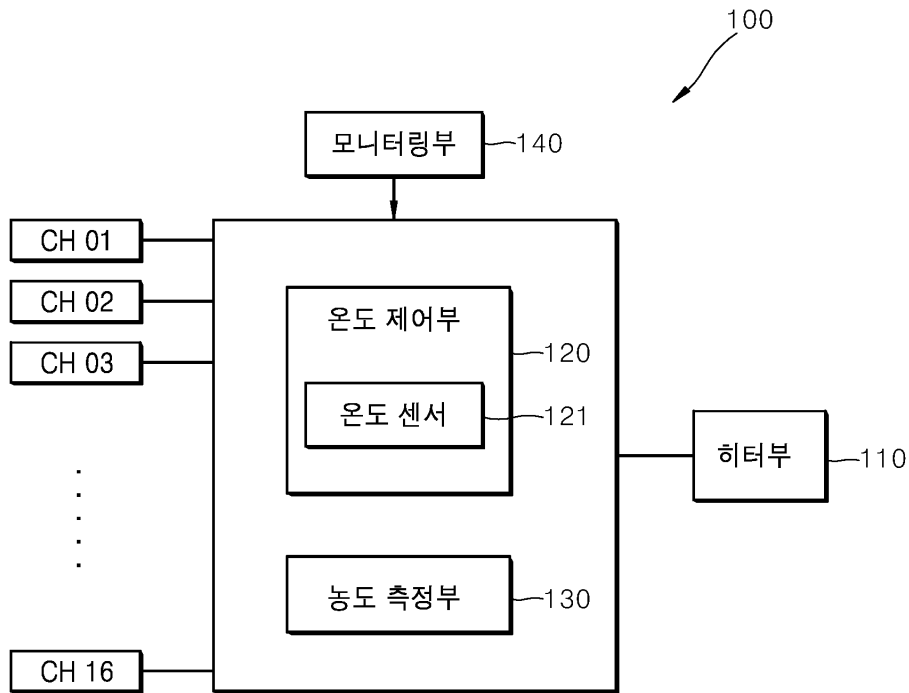 100
모니터링부
140
CH 01
CH 02
온도 제어부
CH 03
120
온도 센서
121
히터부
110
농도 측정부
130
CH 16